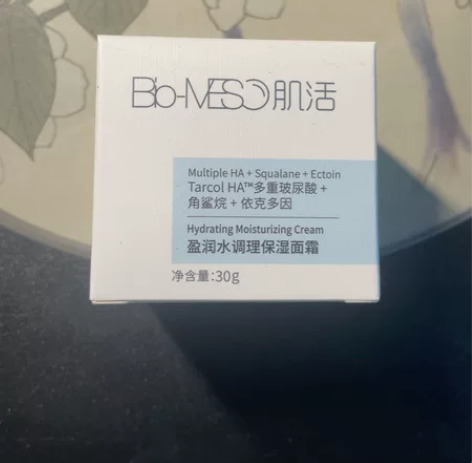 Bio-MESO肌活
Multiple HA + Squalane + Ectoin
Tarcol HA™多重玻尿酸 +
角鲨烷 + 依克多因
Hydrating Moisturizing Cream
盈润水调理保湿面霜
净含量:30g